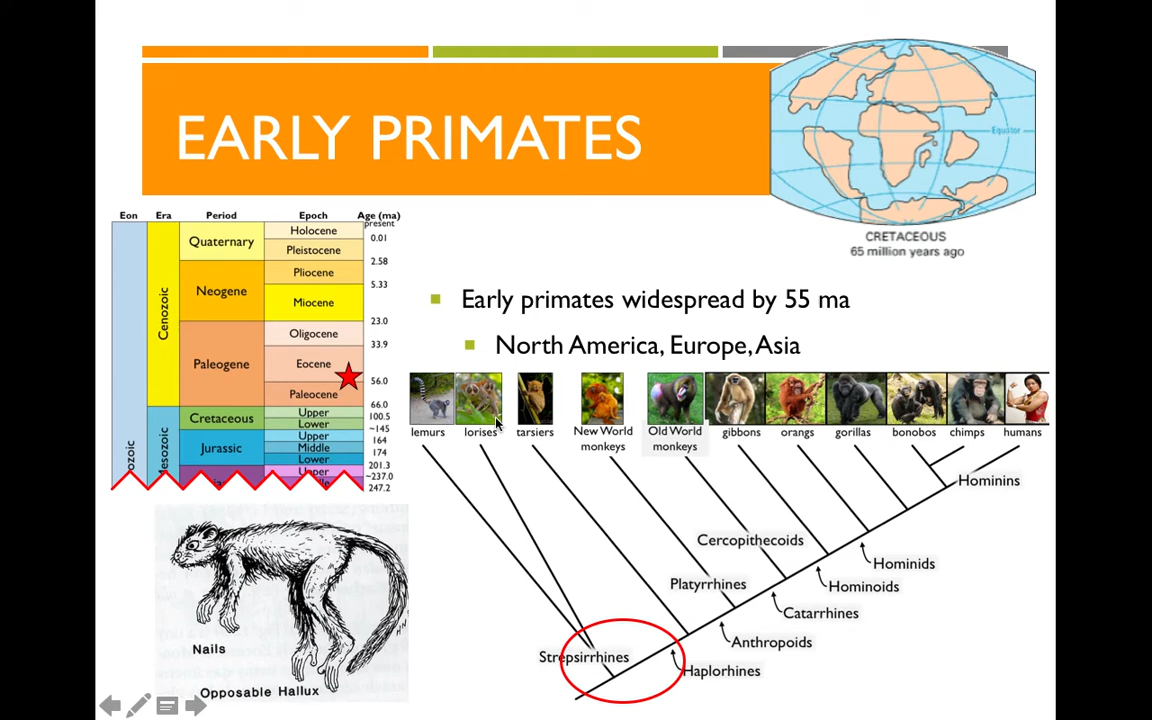 EARLY PRIMATES
Equator
CRETACEOUS
65 million years ago
Eon Era Period Epoch Age (ma)
present
Holocene
0.01
Quaternary
Pleistocene
2.58
Pliocene
5.33
Neogene
Miocene
23.0
Oligocene
33.9
Cenozoic
Paleogene
Eocene
56.0
Paleocene
66.0
Cretaceous
Upper
100.5
Lower
~145
Upper
164
Jurassic
Middle
174
Lower
201.3
Upper
~237.0
247.2
ozoic
Mesozoic
Early primates widespread by 55 ma
North America, Europe, Asia
lemurs lorises tarsiers New World monkeys Old World monkeys gibbons orangs gorillas bonobos chimps humans
Hominins
Cercopithecoids
Hominids
Platyrrhines
Hominoids
Catarrhines
Anthropoids
Strepsirrhines
Haplorhines
Nails
Opposable Hallux